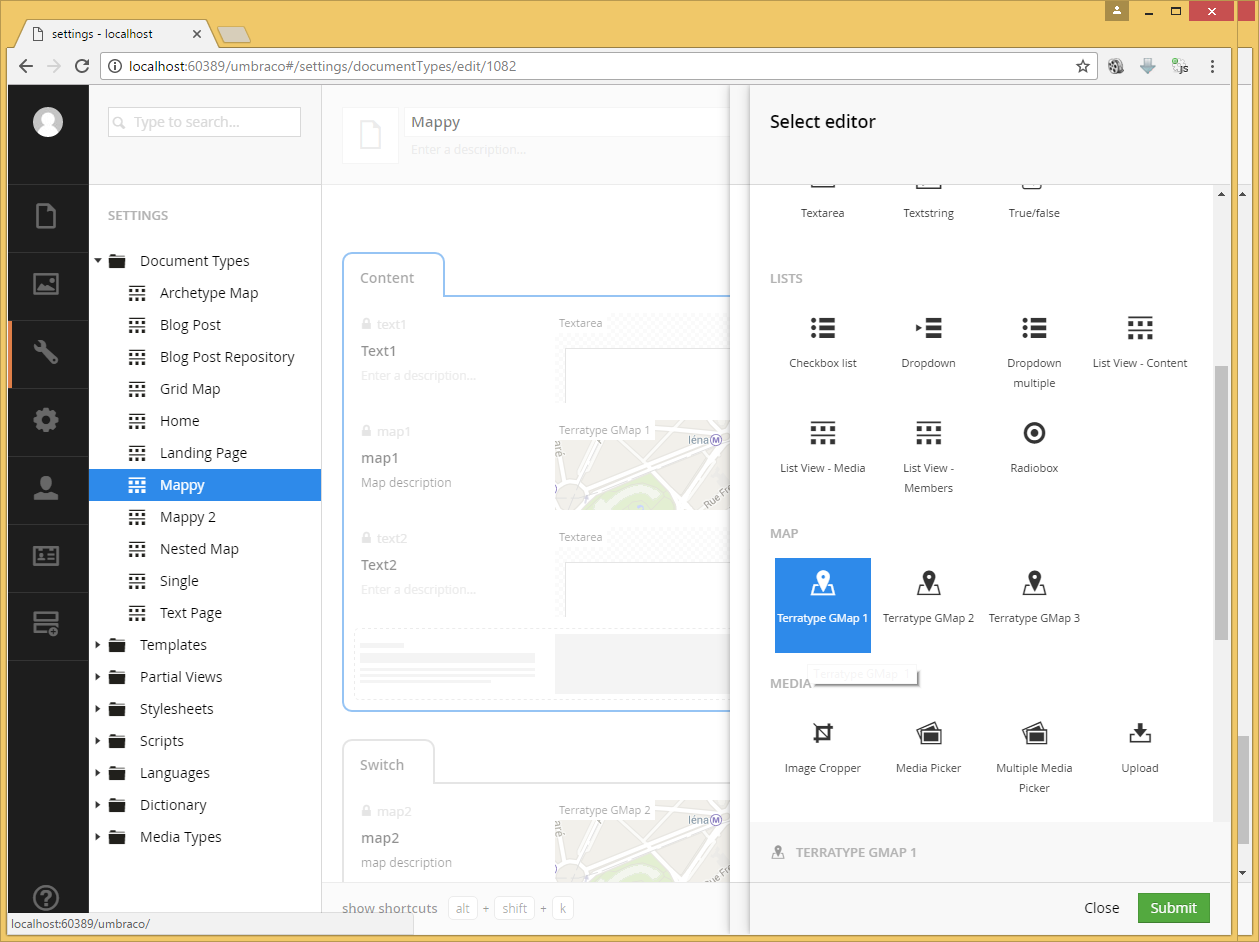 settings - localhost
localhost:60389/umbraco#/settings/documentTypes/edit/1082
Type to search...
SETTINGS
Document Types
Archetype Map
Blog Post
Blog Post Repository
Grid Map
Home
Landing Page
Mappy
Mappy 2
Nested Map
Single
Text Page
Templates
Partial Views
Stylesheets
Scripts
Languages
Dictionary
Media Types
localhost:60389/umbraco/
Mappy
Enter a description...
Content
text1
Text1
Enter a description...
Textarea
map1
map1
Map description
Terratype GMap 1
Iéna M
Rue Fre
text2
Text2
Enter a description...
Textarea
Switch
map2
map2
map description
Terratype GMap 2
Iéna M
show shortcuts alt + shift + k
Select editor
Textarea
Textstring
True/false
LISTS
Checkbox list
Dropdown
Dropdown
multiple
List View - Content
List View - Media
List View -
Members
Radiobox
MAP
Terratype GMap 1
Terratype GMap 2
Terratype GMap 3
Terratype GMap 1
MEDIA
Image Cropper
Media Picker
Multiple Media
Picker
Upload
TERRATYPE GMAP 1
Close
Submit